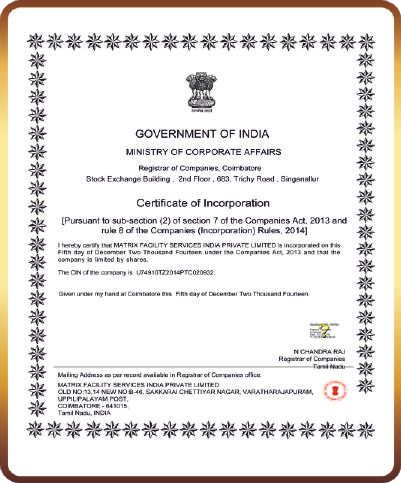 GOVERNMENT OF INDIA
MINISTRY OF CORPORATE AFFAIRS
Registrar of Companies, Coimbatore
Stock Exchange Building , 2nd Floor , 683, Trichy Road , Singanallur
Certificate of Incorporation
[Pursuant to sub-section (2) of section 7 of the Companies Act, 2013 and
rule 8 of the Companies (Incorporation) Rules, 2014]
I hereby certify that MATRIX FACILITY SERVICES INDIA PRIVATE LIMITED is incorporated on this
Fifth day of December Two Thousand Fourteen under the Companies Act, 2013 and that the
company is limited by shares.
The CIN of the company is U74910TZ2014PTC020932.
Given under my hand at Coimbatore this Fifth day of December Two Thousand Fourteen.
N CHANDRA RAJ
Registrar of Companies
Tamil Nadu
Mailing Address as per record available in Registrar of Companies office:
MATRIX FACILITY SERVICES INDIA PRIVATE LIMITED
OLD NO.13,14 NEW NO B-46, SAKKARAI CHETTIYAR NAGAR, VARATHARAJAPURAM,
UPPILIPALAYAM POST,
COIMBATORE - 641015,
Tamil Nadu, INDIA